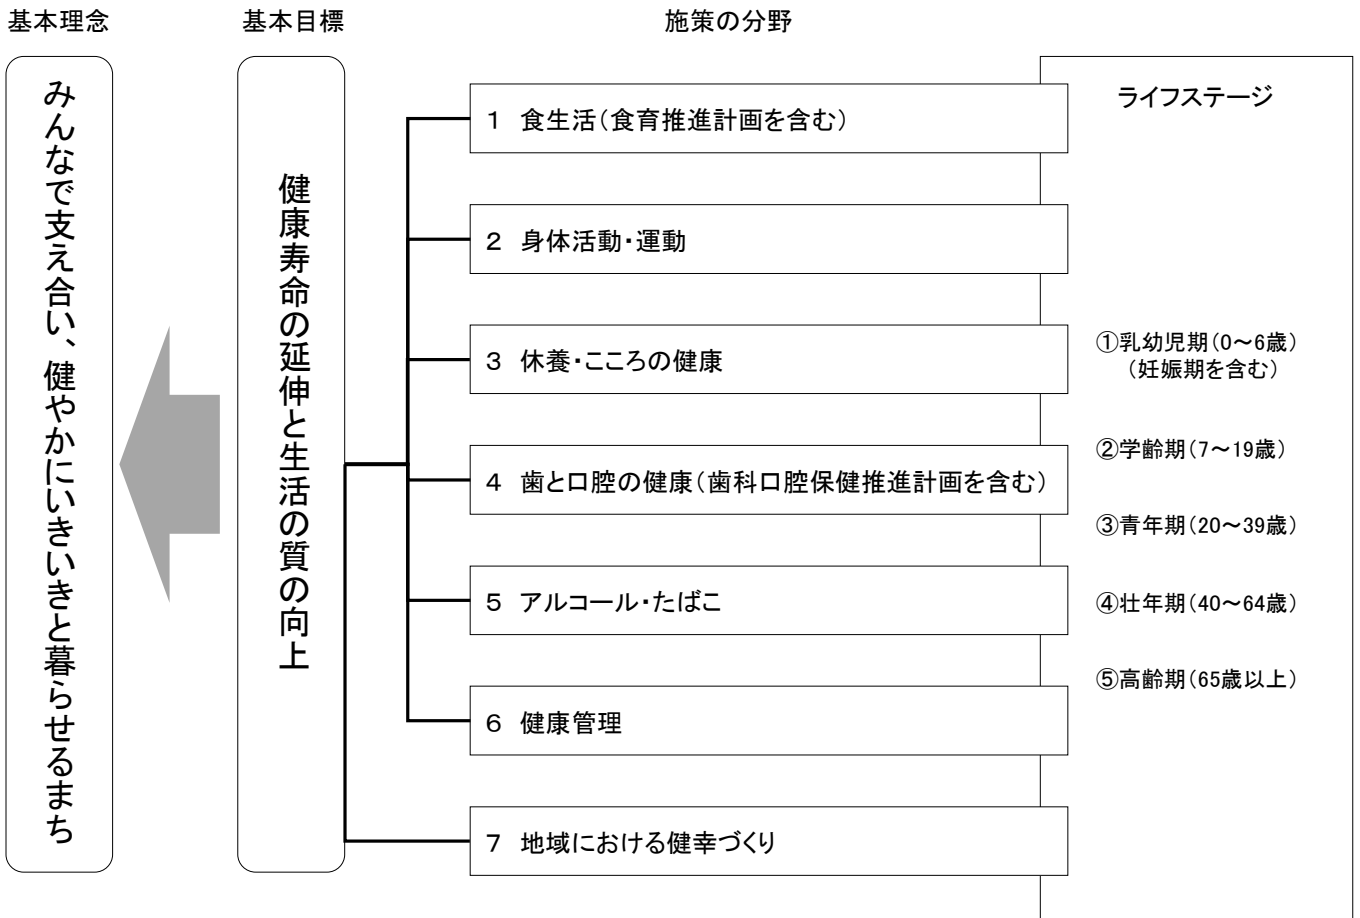 基本理念
基本目標
施策の分野
みんなで支え合い、健やかにいきいきと暮らせるまち
健康寿命の延伸と生活の質の向上
1 食生活(食育推進計画を含む)
2 身体活動・運動
3 休養・こころの健康
4 歯と口腔の健康(歯科口腔保健推進計画を含む)
5 アルコール・たばこ
6 健康管理
7 地域における健幸づくり
ライフステージ
①乳幼児期(0~6歳)
(妊娠期を含む)
②学齢期(7~19歳)
③青年期(20~39歳)
④壮年期(40~64歳)
⑤高齢期(65歳以上)